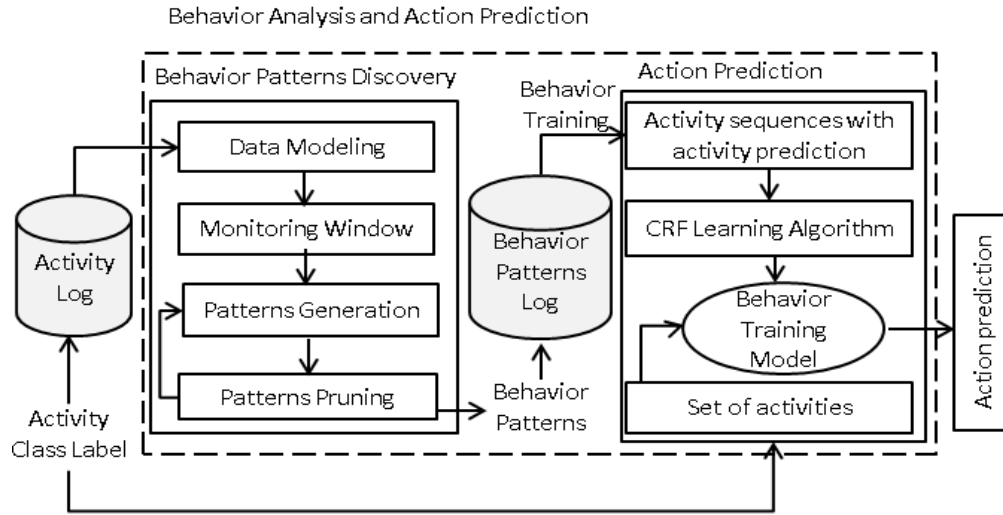 Behavior Analysis and Action Prediction
Behavior Patterns Discovery
Data Modeling
Monitoring Window
Patterns Generation
Patterns Pruning
Activity
Log
Activity
Class Label
Behavior
Training
Behavior
Patterns
Log
Behavior
Patterns
Action Prediction
Activity sequences with
activity prediction
CRF Learning Algorithm
Behavior
Training
Model
Set of activities
Action prediction